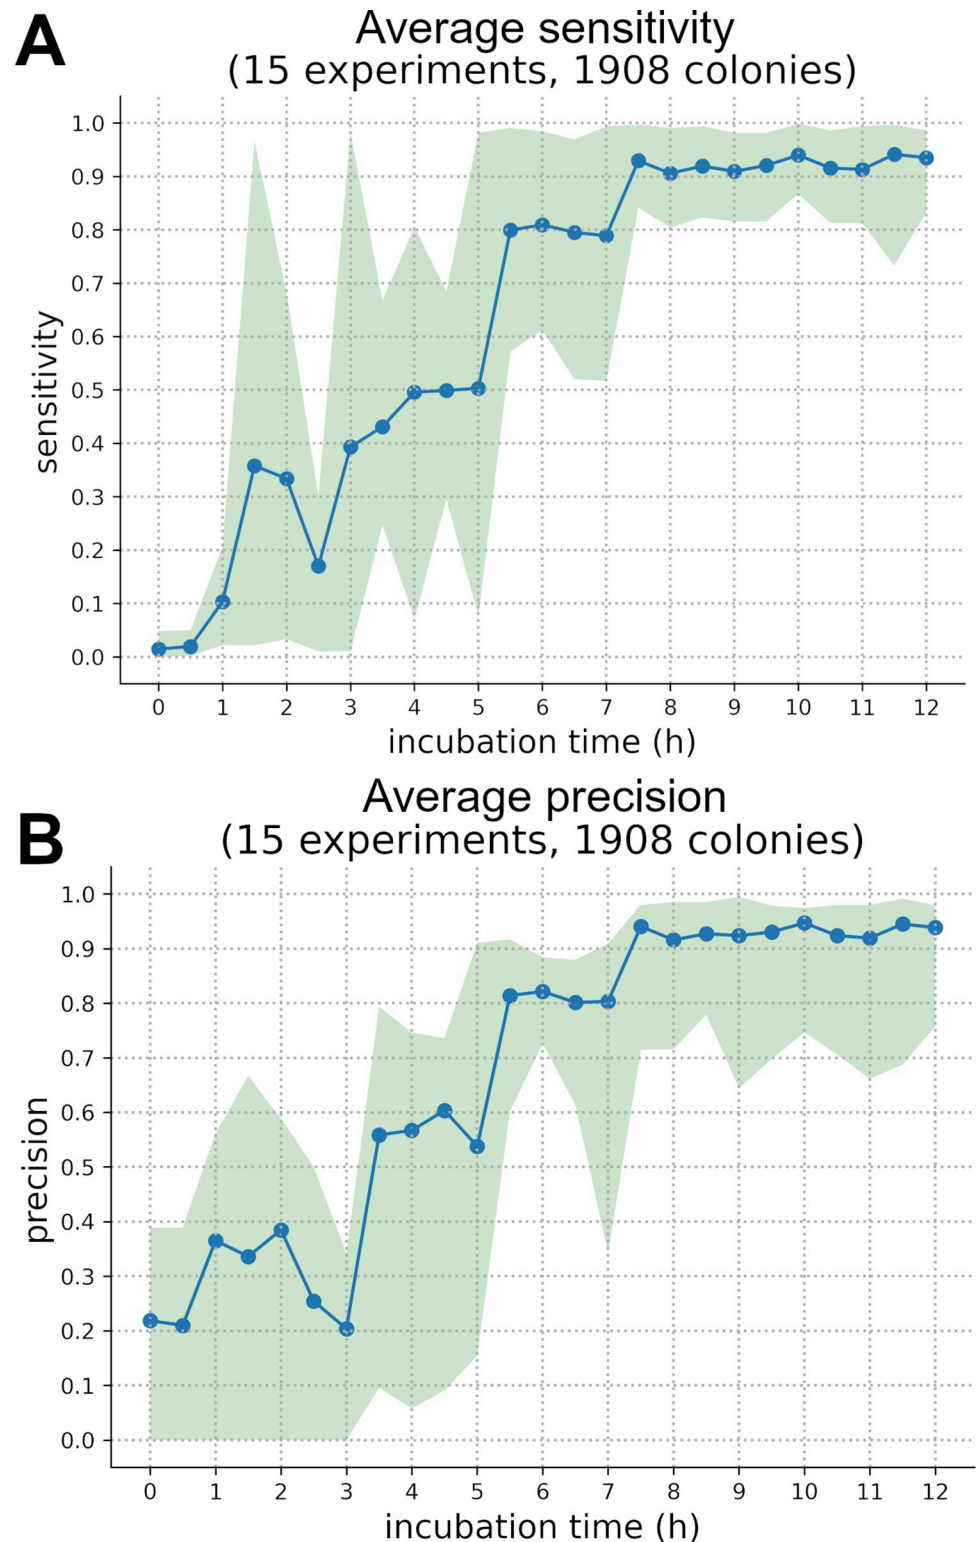 A
Average sensitivity
(15 experiments, 1908 colonies)
1.0
0.9
0.8
0.7
0.6
0.5
0.4
0.3
0.2
0.1
0.0
sensitivity
0 1 2 3 4 5 6 7 8 9 10 11 12
incubation time (h)
B
Average precision
(15 experiments, 1908 colonies)
1.0
0.9
0.8
0.7
0.6
0.5
0.4
0.3
0.2
0.1
0.0
precision
0 1 2 3 4 5 6 7 8 9 10 11 12
incubation time (h)